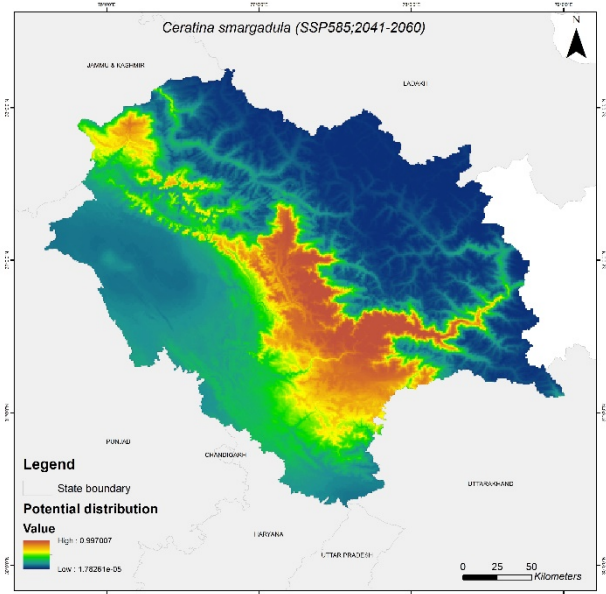 Ceratina smargadula (SSP585;2041-2060)
N
JAMMU & KASHMIR
LADAKH
PUNJAB
CHANDIGARH
UTTARAKHAND
HARYANA
UTTAR PRADESH
Legend
State boundary
Potential distribution
Value
High : 0.997007
Low : 1.78261e-05
0 25 50
Kilometers